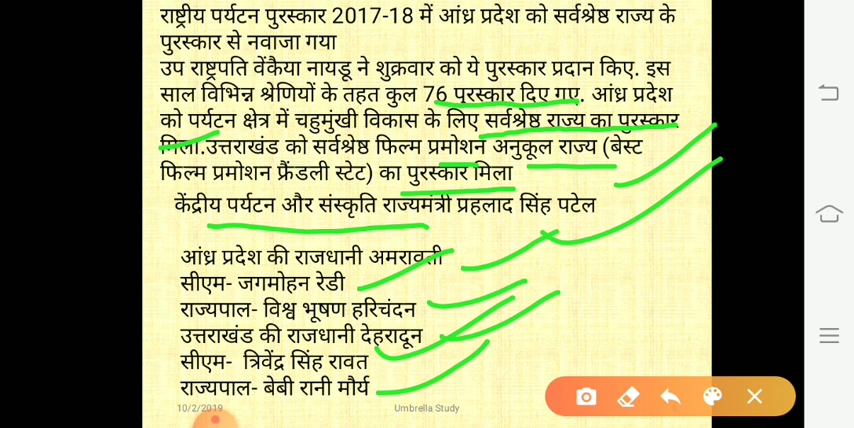 राष्ट्रीय पर्यटन पुरस्कार 2017-18 में आंध्र प्रदेश को सर्वश्रेष्ठ राज्य के
पुरस्कार से नवाजा गया
उप राष्ट्रपति वेंकैया नायडू ने शुक्रवार को ये पुरस्कार प्रदान किए. इस
साल विभिन्न श्रेणियों के तहत कुल 76 पुरस्कार दिए गए. आंध्र प्रदेश
को पर्यटन क्षेत्र में चहुमुंखी विकास के लिए सर्वश्रेष्ठ राज्य का पुरस्कार
मिला.उत्तराखंड को सर्वश्रेष्ठ फिल्म प्रमोशन अनुकूल राज्य (बेस्ट
फिल्म प्रमोशन फ्रैंडली स्टेट) का पुरस्कार मिला
केंद्रीय पर्यटन और संस्कृति राज्यमंत्री प्रहलाद सिंह पटेल
आंध्र प्रदेश की राजधानी अमरावती
सीएम- जगमोहन रेडी
राज्यपाल- विश्व भूषण हरिचंदन
उत्तराखंड की राजधानी देहरादून
सीएम- त्रिवेंद्र सिंह रावत
राज्यपाल- बेबी रानी मौर्य
10/2/2019 Umbrella Study